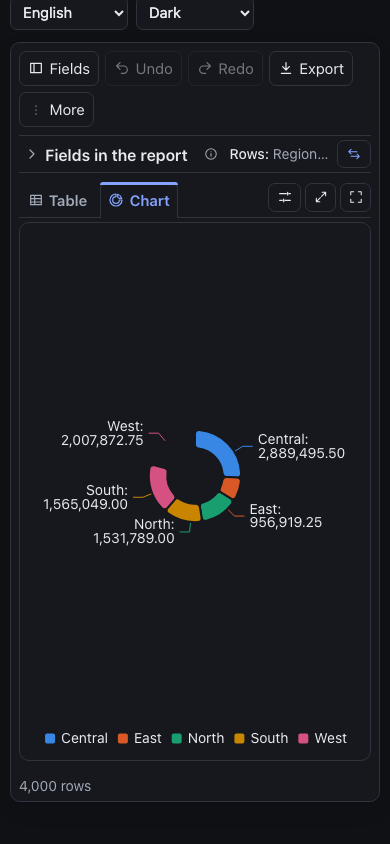 English
Dark
Fields
Undo
Redo
Export
More
Fields in the report
Rows: Region...
Table
Chart
West:
2,007,872.75
Central:
2,889,495.50
South:
1,565,049.00
East:
956,919.25
North:
1,531,789.00
Central
East
North
South
West
4,000 rows